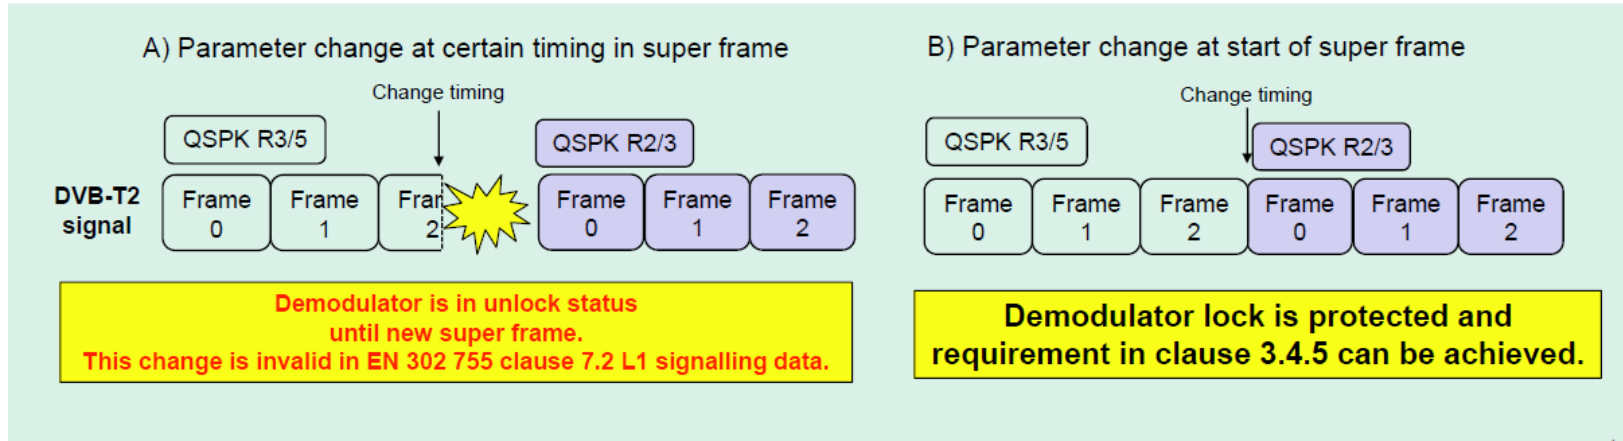 A) Parameter change at certain timing in super frame
Change timing
QSPK R3/5
QSPK R2/3
DVB-T2
signal
Frame
0
Frame
1
Fra
2
Frame
0
Frame
1
Frame
2
Demodulator is in unlock status
until new super frame.
This change is invalid in EN 302 755 clause 7.2 L1 signalling data.
B) Parameter change at start of super frame
Change timing
QSPK R3/5
QSPK R2/3
Frame
0
Frame
1
Frame
2
Frame
0
Frame
1
Frame
2
Demodulator lock is protected and
requirement in clause 3.4.5 can be achieved.